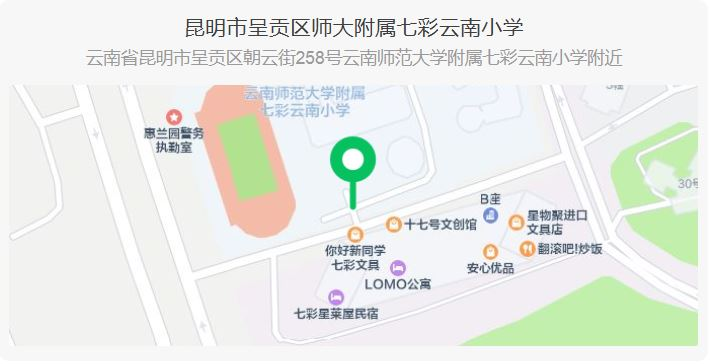 昆明市呈贡区师大附属七彩云南小学
云南省昆明市呈贡区朝云街258号云南师范大学附属七彩云南小学附近
云南师范大学附属
七彩云南小学
惠兰园警务
执勤室
30号
B座
星物聚进口
文具店
十七号文创馆
你好新同学
七彩文具
翻滚吧!炒饭
安心优品
LOMO公寓
七彩星莱屋民宿